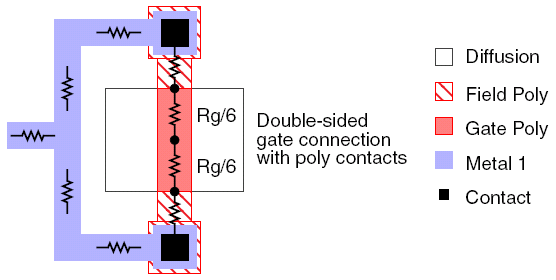 Rg/6
Rg/6
Double-sided
gate connection
with poly contacts
Diffusion
Field Poly
Gate Poly
Metal 1
Contact